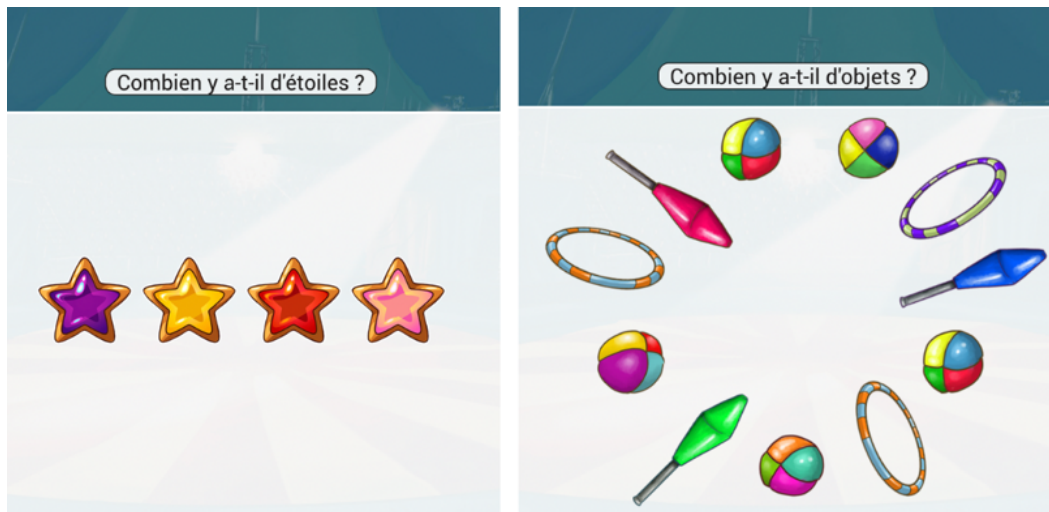 Combien y a-t-il d'étoiles ?
Combien y a-t-il d'objets ?